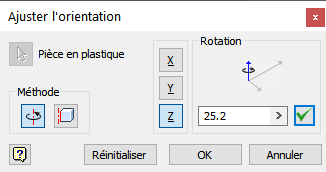 Ajuster l'orientation
x
Pièce en plastique
X
Rotation
Y
Méthode
Z
25.2
?
Réinitialiser
OK
Annuler